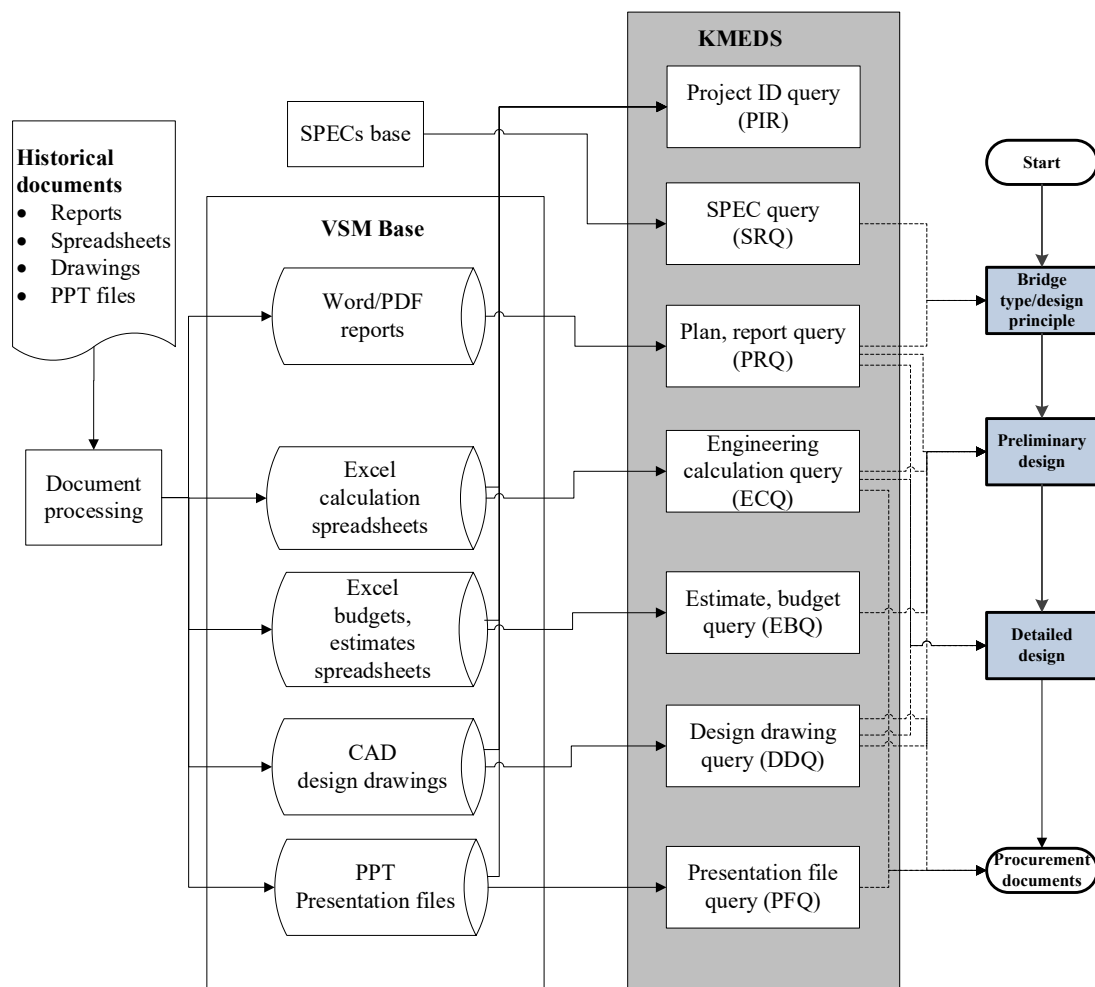 KMEDS
Project ID query
(PIR)
SPECs base
Historical
documents
• Reports
• Spreadsheets
• Drawings
• PPT files
Start
SPEC query
(SRQ)
VSM Base
Bridge
type/design
principle
Word/PDF
reports
Plan, report query
(PRQ)
Preliminary
design
Engineering
calculation query
(ECQ)
Document
processing
Excel
calculation
spreadsheets
Excel
budgets,
estimates
spreadsheets
Estimate, budget
query (EBQ)
Detailed
design
CAD
design drawings
Design drawing
query (DDQ)
PPT
Presentation files
Presentation file
query (PFQ)
Procurement
documents